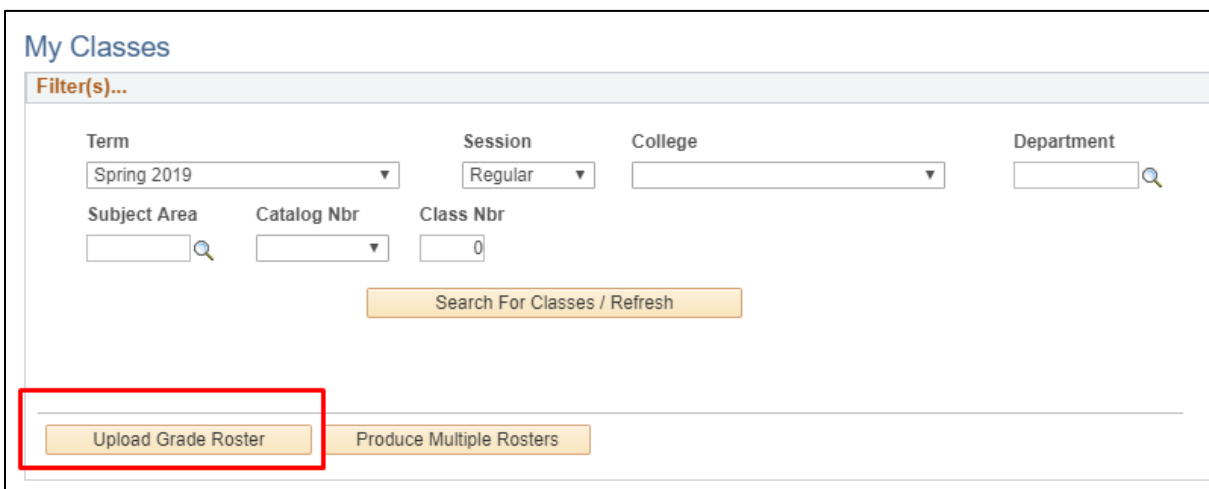 My Classes
Filter(s)...
Term Session College Department
Spring 2019 Regular
Subject Area Catalog Nbr Class Nbr
0
Search For Classes / Refresh
Upload Grade Roster Produce Multiple Rosters